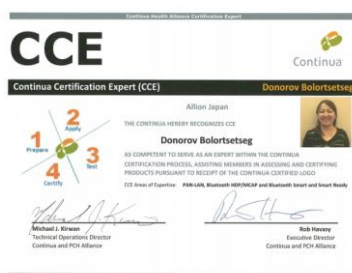 Continua Health Alliance Certification Expert
CCE
Continua
Continua Certification Expert (CCE)
Donorov Bolortsetseg
Allion Japan
THE CONTINUA HEREBY RECOGNIZES CCE
Donorov Bolortsetseg
AS COMPETENT TO SERVE AS AN EXPERT WITHIN THE CONTINUA
CERTIFICATION PROCESS, ASSISTING MEMBERS IN ASSESSING AND CERTIFYING
PRODUCTS PURSUANT TO RECEIPT OF THE CONTINUA CERTIFIED LOGO
CCE Areas of Expertise: PAN-LAN, Bluetooth HDP/MCAP and Bluetooth Smart and Smart Ready
1
Prepare
2
Apply
3
Test
4
Certify
Michael J. Kirwan
Technical Operations Director
Continua and PCH Alliance
Rob Havasy
Executive Director
Continua and PCH Alliance